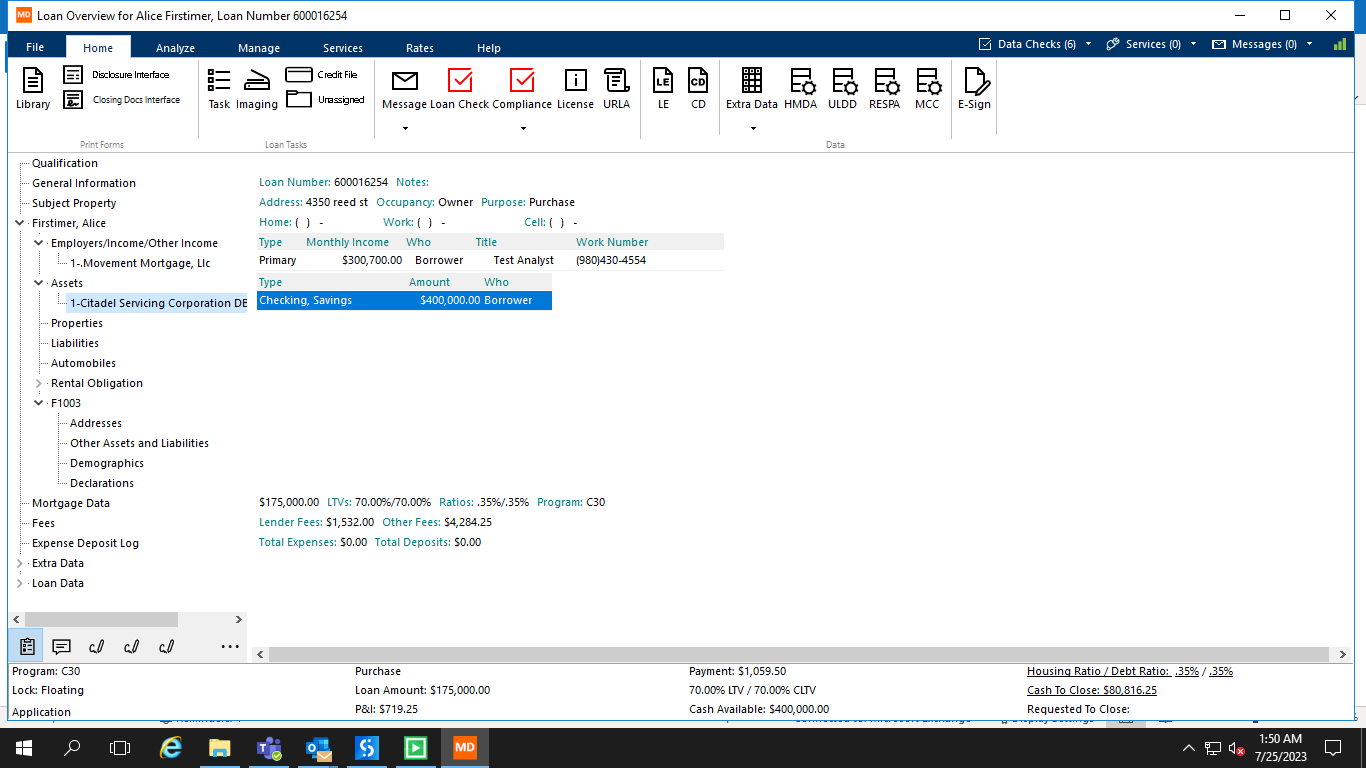 MD Loan Overview for Alice Firstimer, Loan Number 600016254
File Home Analyze Manage Services Rates Help Data Checks (6) Services (0) Messages (0)
Library Disclosure Interface Closing Docs Interface Task Imaging Credit File Unassigned Message Loan Check Compliance License URLA LE LE CD CD Extra Data HMDA ULDD RESPA MCC E-Sign
Print Forms Loan Tasks Data
Qualification
General Information
Subject Property
Firstimer, Alice
Employers/Income/Other Income
1-.Movement Mortgage, Llc
Assets
1-Citadel Servicing Corporation DB
Properties
Liabilities
Automobiles
Rental Obligation
F1003
Addresses
Other Assets and Liabilities
Demographics
Declarations
Mortgage Data
Fees
Expense Deposit Log
Extra Data
Loan Data
Loan Number: 600016254 Notes:
Address: 4350 reed st Occupancy: Owner Purpose: Purchase
Home: ( ) - Work: ( ) - Cell: ( ) -
Type Monthly Income Who Title Work Number
Primary $300,700.00 Borrower Test Analyst (980)430-4554
Type Amount Who
Checking, Savings $400,000.00 Borrower
$175,000.00 LTVs: 70.00%/70.00% Ratios: .35%/.35% Program: C30
Lender Fees: $1,532.00 Other Fees: $4,284.25
Total Expenses: $0.00 Total Deposits: $0.00
Program: C30 Purchase Payment: $1,059.50 Housing Ratio / Debt Ratio: .35% / .35%
Lock: Floating Loan Amount: $175,000.00 70.00% LTV / 70.00% CLTV Cash To Close: $80,816.25
Application P&I: $719.25 Cash Available: $400,000.00 Requested To Close:
MD
1:50 AM
7/25/2023